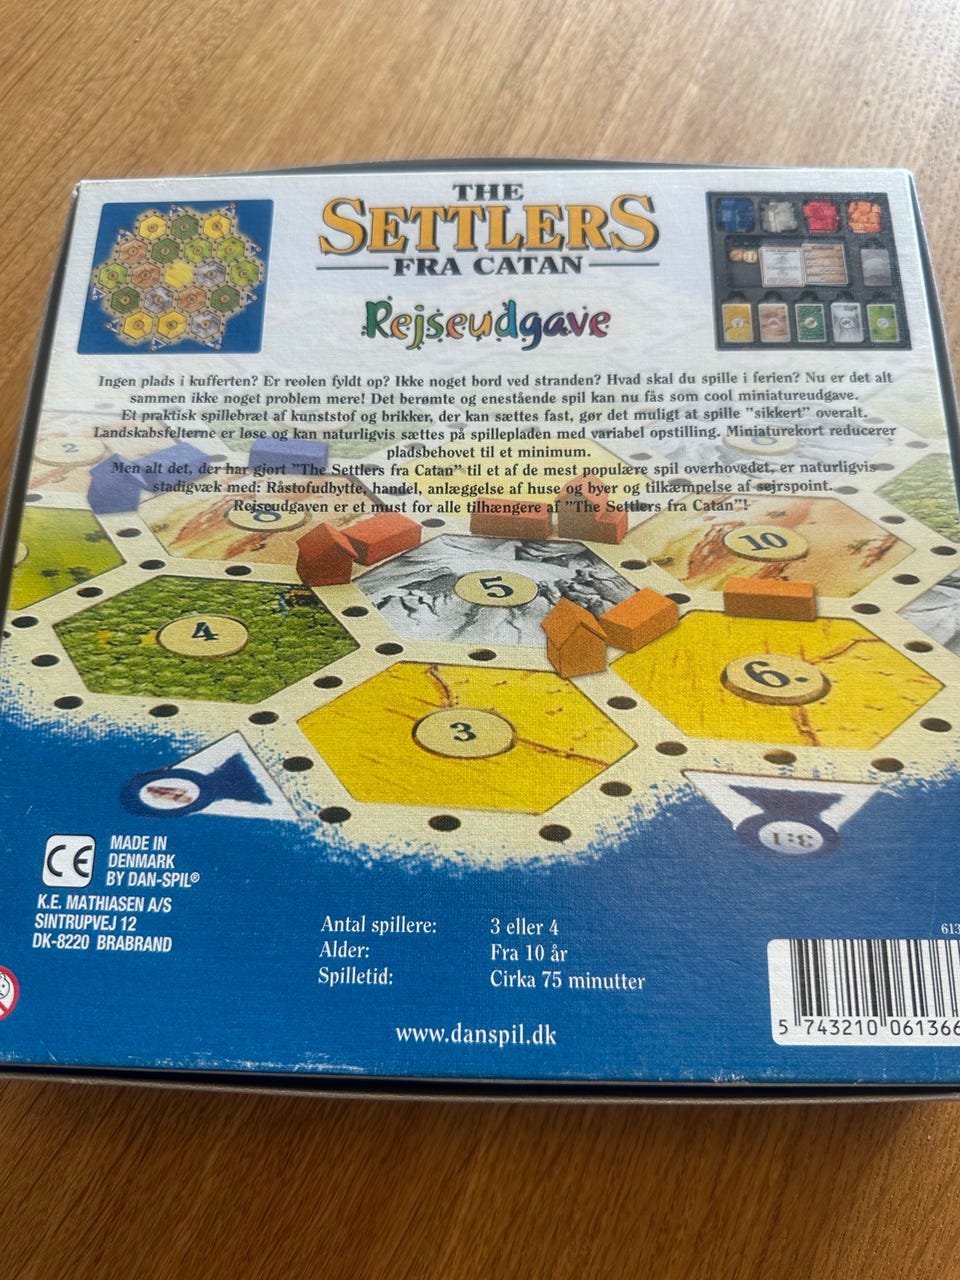 THE
SETTLERS
FRA CATAN
Rejseudgave
Ingen plads i kufferten? Er reolen fyldt op? Ikke noget bord ved stranden? Hvad skal du spille i ferien? Nu er det alt
sammen ikke noget problem mere! Det berømte og enestående spil kan nu fås som cool miniatureudgave.
Et praktisk spillebræt af kunststof og brikker, der kan sættes fast, gør det muligt at spille "sikkert" overalt.
Landskabsfelterne er løse og kan naturligvis sættes på spillepladen med variabel opstilling. Miniaturekort reducerer
pladsbehovet til et minimum.
Men alt det, der har gjort "The Settlers fra Catan" til et af de mest populære spil overhovedet, er naturligvis
stadigvæk med: Råstofudbytte, handel, anlæggelse af huse og byer og tilkæmpelse af sejrspoint.
Rejseudgaven er et must for alle tilhængere af "The Settlers fra Catan"!
2
8
10
5
4
6.
3
3:1
CE
MADE IN
DENMARK
BY DAN-SPIL®
K.E. MATHIASEN A/S
SINTRUPVEJ 12
DK-8220 BRABRAND
Antal spillere: 3 eller 4
Alder: Fra 10 år
Spilletid: Cirka 75 minutter
www.danspil.dk
613
5 743210 061366